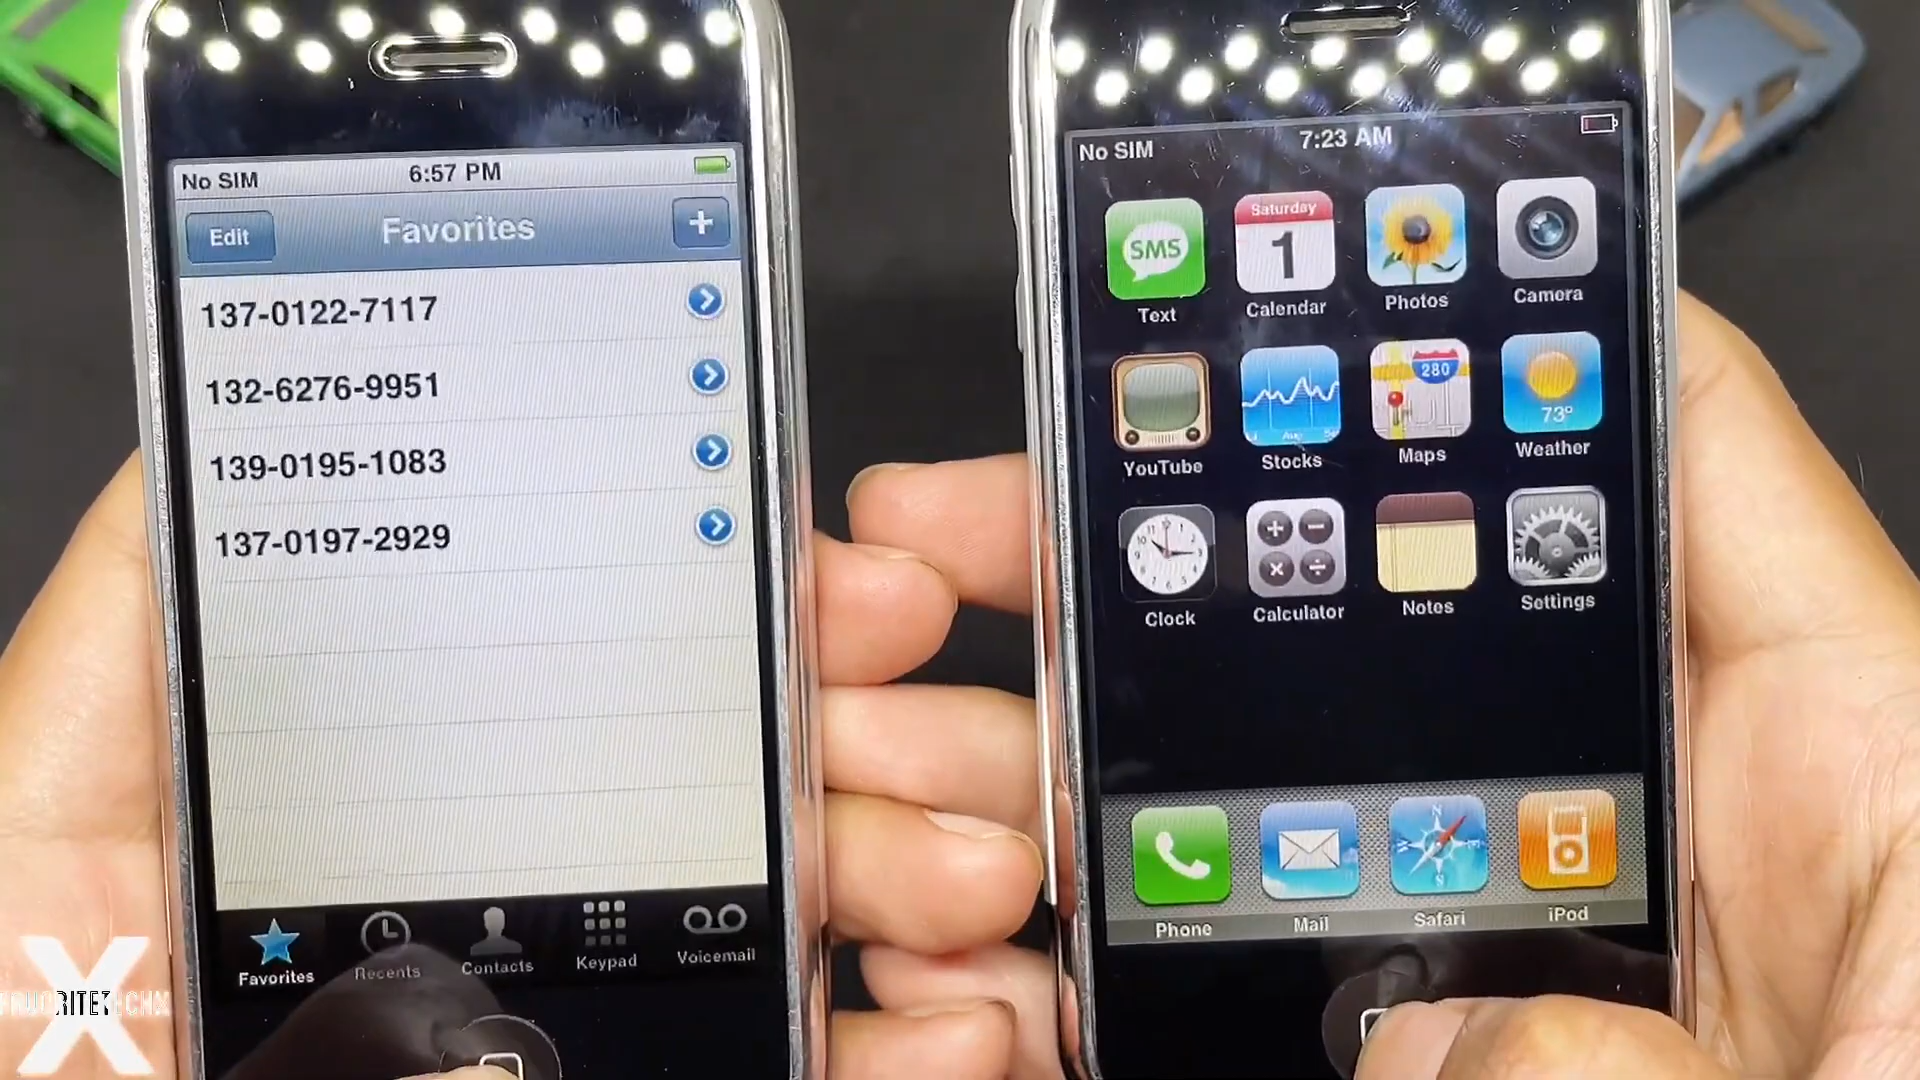 No SIM
6:57 PM
Edit
Favorites
+
137-0122-7117
132-6276-9951
139-0195-1083
137-0197-2929
Favorites
Recents
Contacts
Keypad
Voicemail
No SIM
7:23 AM
SMS
Saturday
1
280
73°
Text
Calendar
Photos
Camera
YouTube
Stocks
Maps
Weather
Clock
Calculator
Notes
Settings
Phone
Mail
Safari
iPod
X